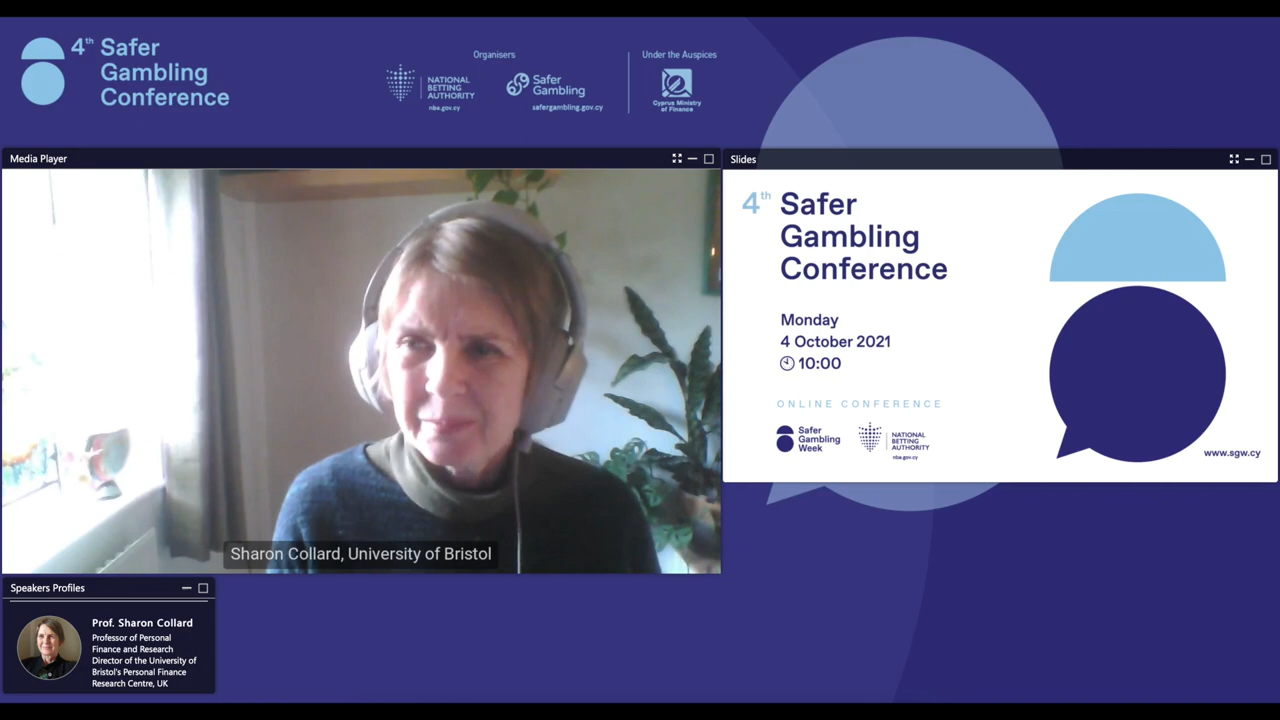 4th Safer
Gambling
Conference
Organisers
NATIONAL
BETTING
AUTHORITY
nba.gov.cy
Safer
Gambling
safergambling.gov.cy
Under the Auspices
Cyprus Ministry
of Finance
Media Player
Sharon Collard, University of Bristol
Slides
4th Safer
Gambling
Conference
Monday
4 October 2021
10:00
ONLINE CONFERENCE
Safer
Gambling
Week
NATIONAL
BETTING
AUTHORITY
nba.gov.cy
www.sgw.cy
Speakers Profiles
Prof. Sharon Collard
Professor of Personal
Finance and Research
Director of the University of
Bristol's Personal Finance
Research Centre, UK